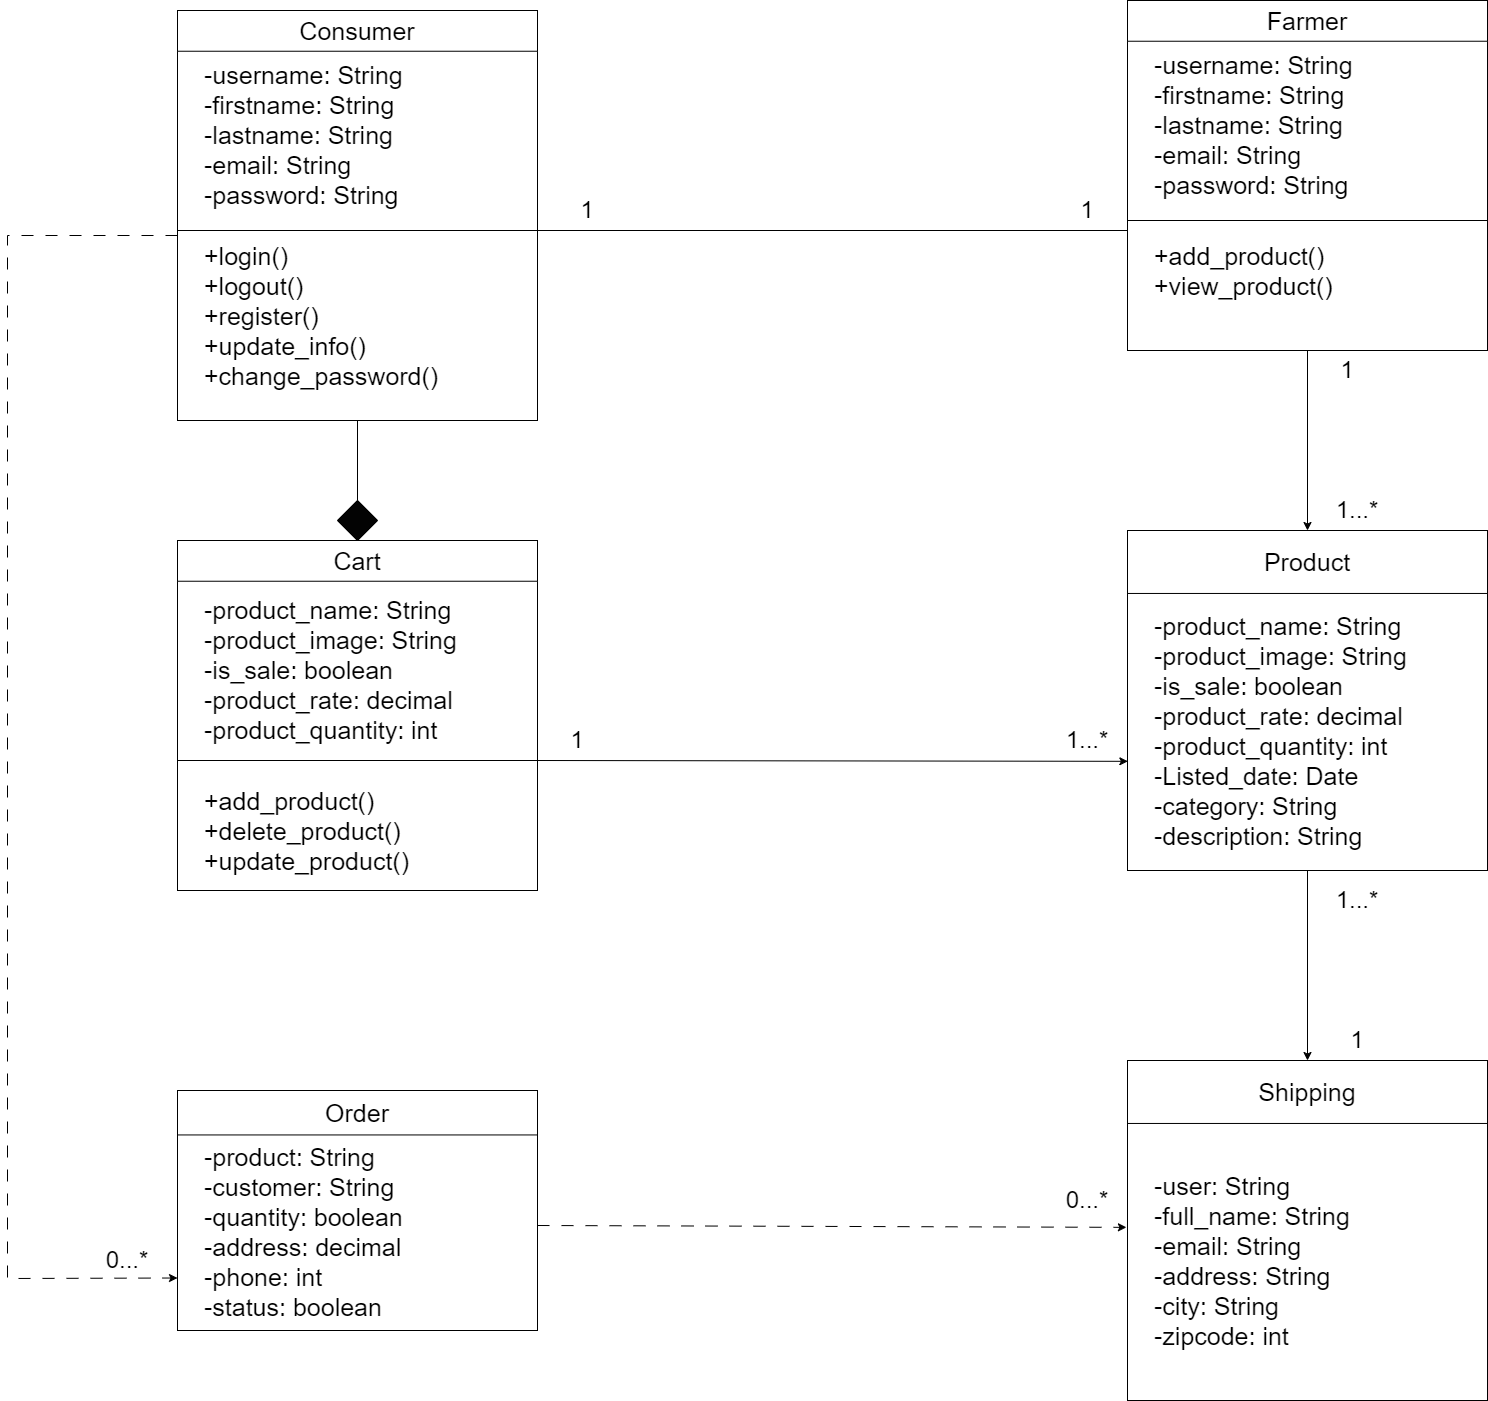 Consumer
-username: String
-firstname: String
-lastname: String
-email: String
-password: String
+login()
+logout()
+register()
+update_info()
+change_password()
1
1
Farmer
-username: String
-firstname: String
-lastname: String
-email: String
-password: String
+add_product()
+view_product()
1
1...*
Cart
-product_name: String
-product_image: String
-is_sale: boolean
-product_rate: decimal
-product_quantity: int
+add_product()
+delete_product()
+update_product()
1
1...*
Product
-product_name: String
-product_image: String
-is_sale: boolean
-product_rate: decimal
-product_quantity: int
-Listed_date: Date
-category: String
-description: String
1...*
1
0...*
Order
-product: String
-customer: String
-quantity: boolean
-address: decimal
-phone: int
-status: boolean
0...*
Shipping
-user: String
-full_name: String
-email: String
-address: String
-city: String
-zipcode: int